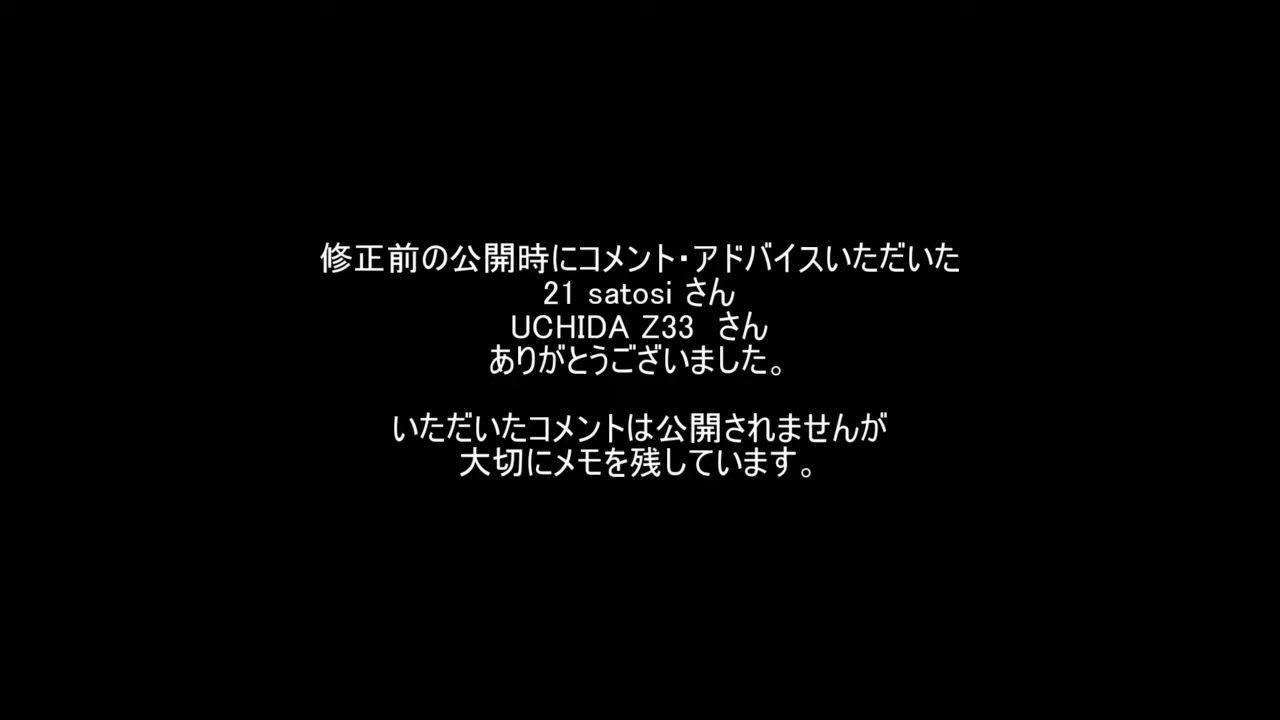 修正前の公開時にコメント・アドバイスいただいた
21 satosi さん
UCHIDA Z33　さん
ありがとうございました。
いただいたコメントは公開されませんが
大切にメモを残しています。